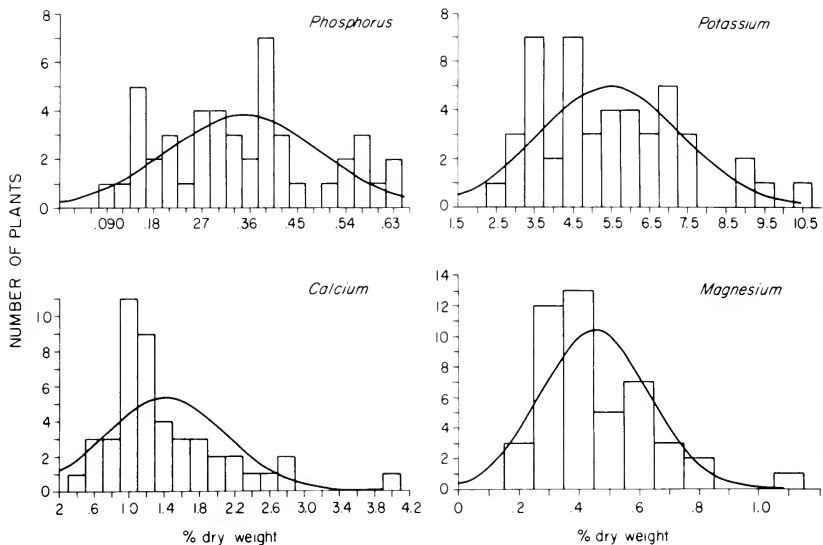 Phosphorus
8
6
4
2
0
.090 .18 .27 .36 .45 .54 .63
Potassium
8
6
4
2
0
1.5 2.5 3.5 4.5 5.5 6.5 7.5 8.5 9.5 10.5
NUMBER OF PLANTS
Calcium
10
8
6
4
2
0
.2 .6 1.0 1.4 1.8 2.2 2.6 3.0 3.4 3.8 4.2
% dry weight
Magnesium
14
12
10
8
6
4
2
0
0 .2 .4 .6 .8 1.0
% dry weight